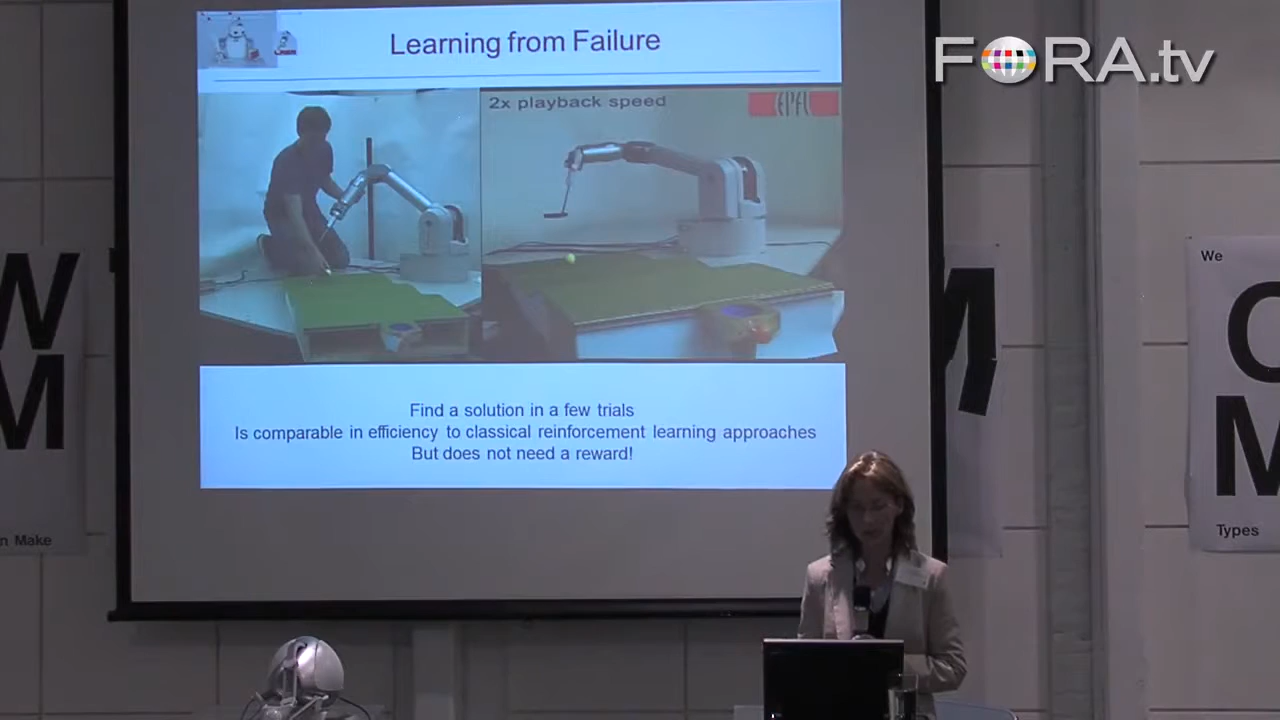 Learning from Failure
FORA.tv
2x playback speed
EPFL
Find a solution in a few trials
Is comparable in efficiency to classical reinforcement learning approaches
But does not need a reward!
W
M
n Make
M
We
O
M
Types